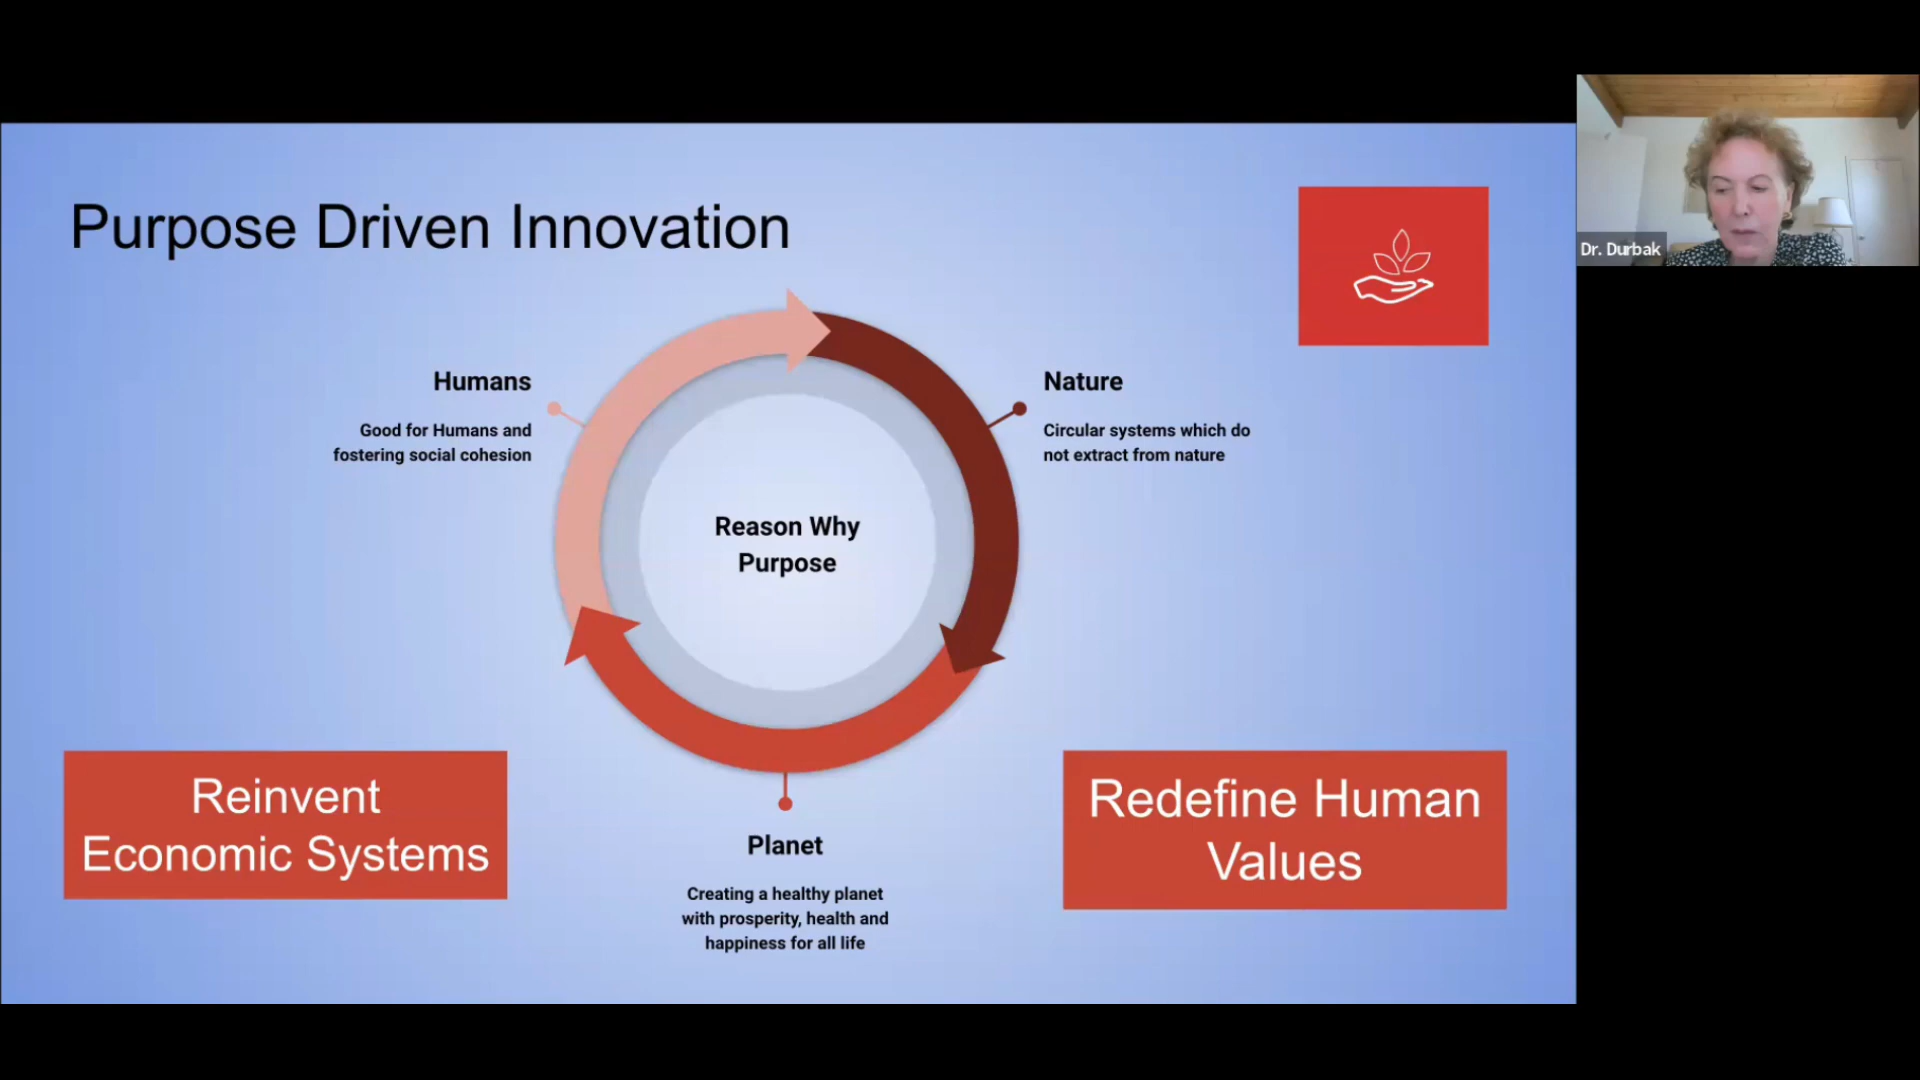 Purpose Driven Innovation
Dr. Durbak
Humans
Good for Humans and
fostering social cohesion
Nature
Circular systems which do
not extract from nature
Reason Why
Purpose
Reinvent
Economic Systems
Redefine Human
Values
Planet
Creating a healthy planet
with prosperity, health and
happiness for all life